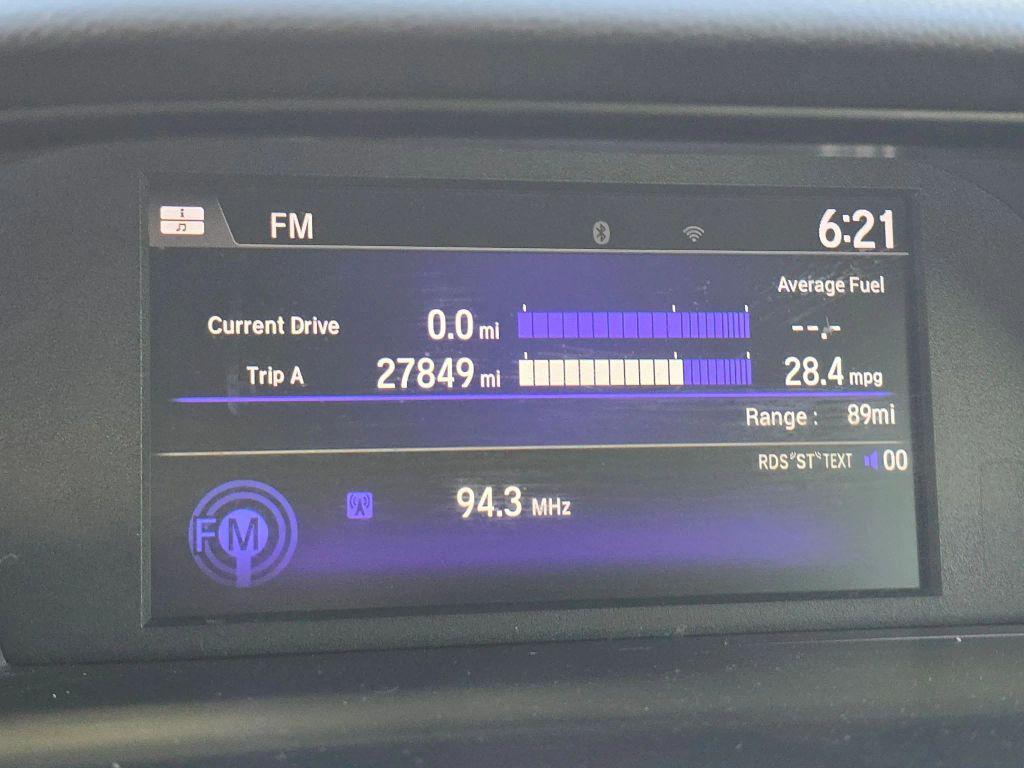 FM 6:21
Average Fuel
Current Drive 0.0 mi --.-
Trip A 27849 mi 28.4 mpg
Range : 89mi
RDS "ST" TEXT 00
94.3 MHz
FM